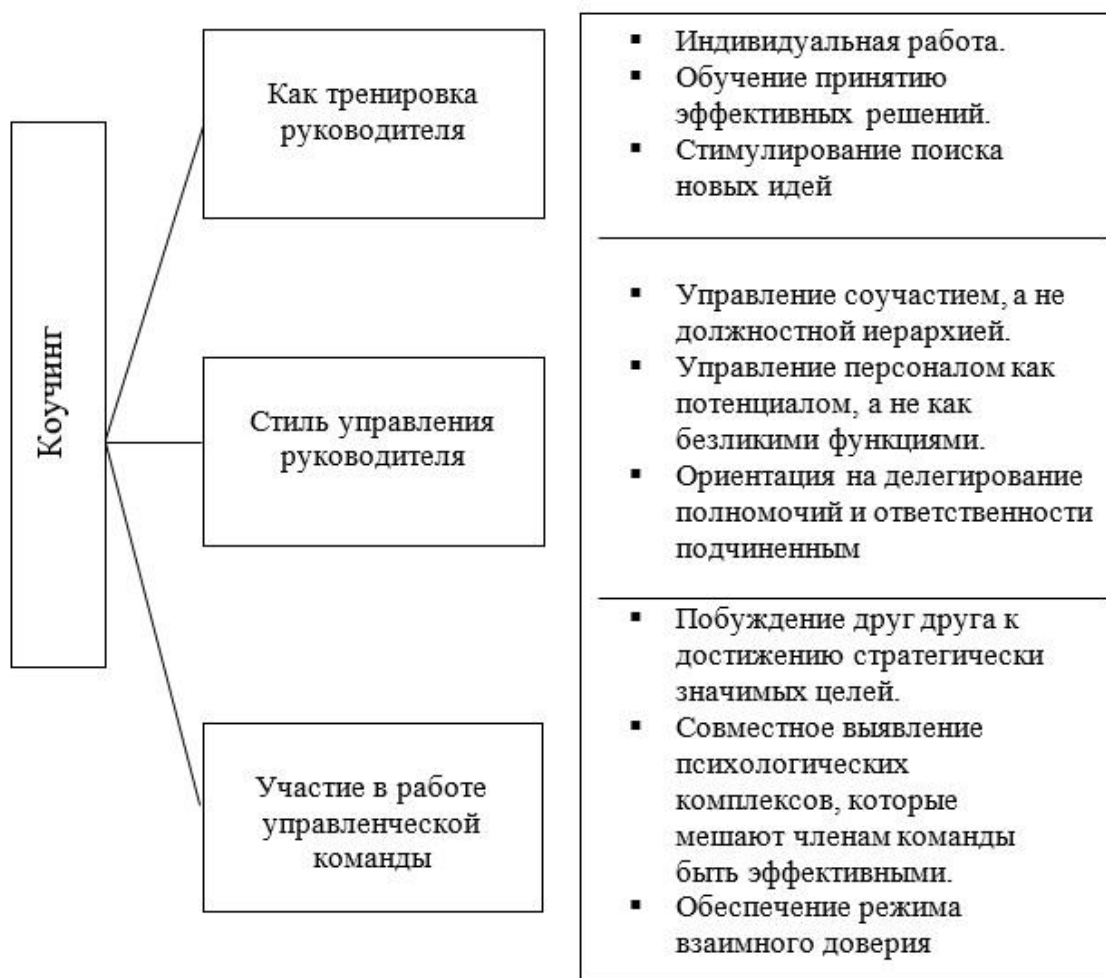 Коучинг
Как тренировка
руководителя
▪ Индивидуальная работа.
▪ Обучение принятию
эффективных решений.
▪ Стимулирование поиска
новых идей
Стиль управления
руководителя
▪ Управление соучастием, а не
должностной иерархией.
▪ Управление персоналом как
потенциалом, а не как
безликими функциями.
▪ Ориентация на делегирование
полномочий и ответственности
подчиненным
Участие в работе
управленческой
команды
▪ Побуждение друг друга к
достижению стратегически
значимых целей.
▪ Совместное выявление
психологических
комплексов, которые
мешают членам команды
быть эффективными.
▪ Обеспечение режима
взаимного доверия